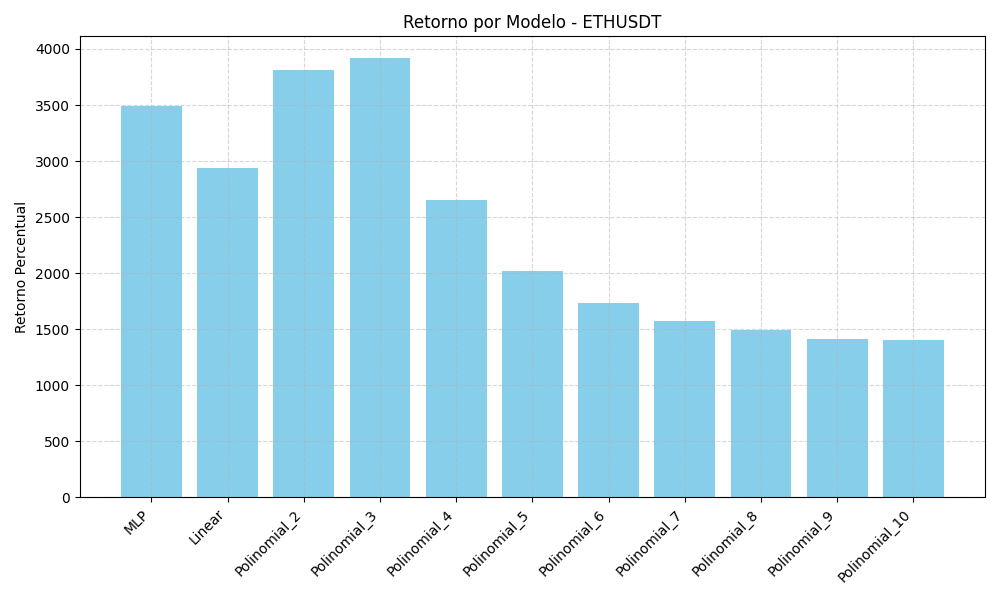 Retorno por Modelo - ETHUSDT
Retorno Percentual
4000
3500
3000
2500
2000
1500
1000
500
0
MLP
Linear
Polinomial_2
Polinomial_3
Polinomial_4
Polinomial_5
Polinomial_6
Polinomial_7
Polinomial_8
Polinomial_9
Polinomial_10